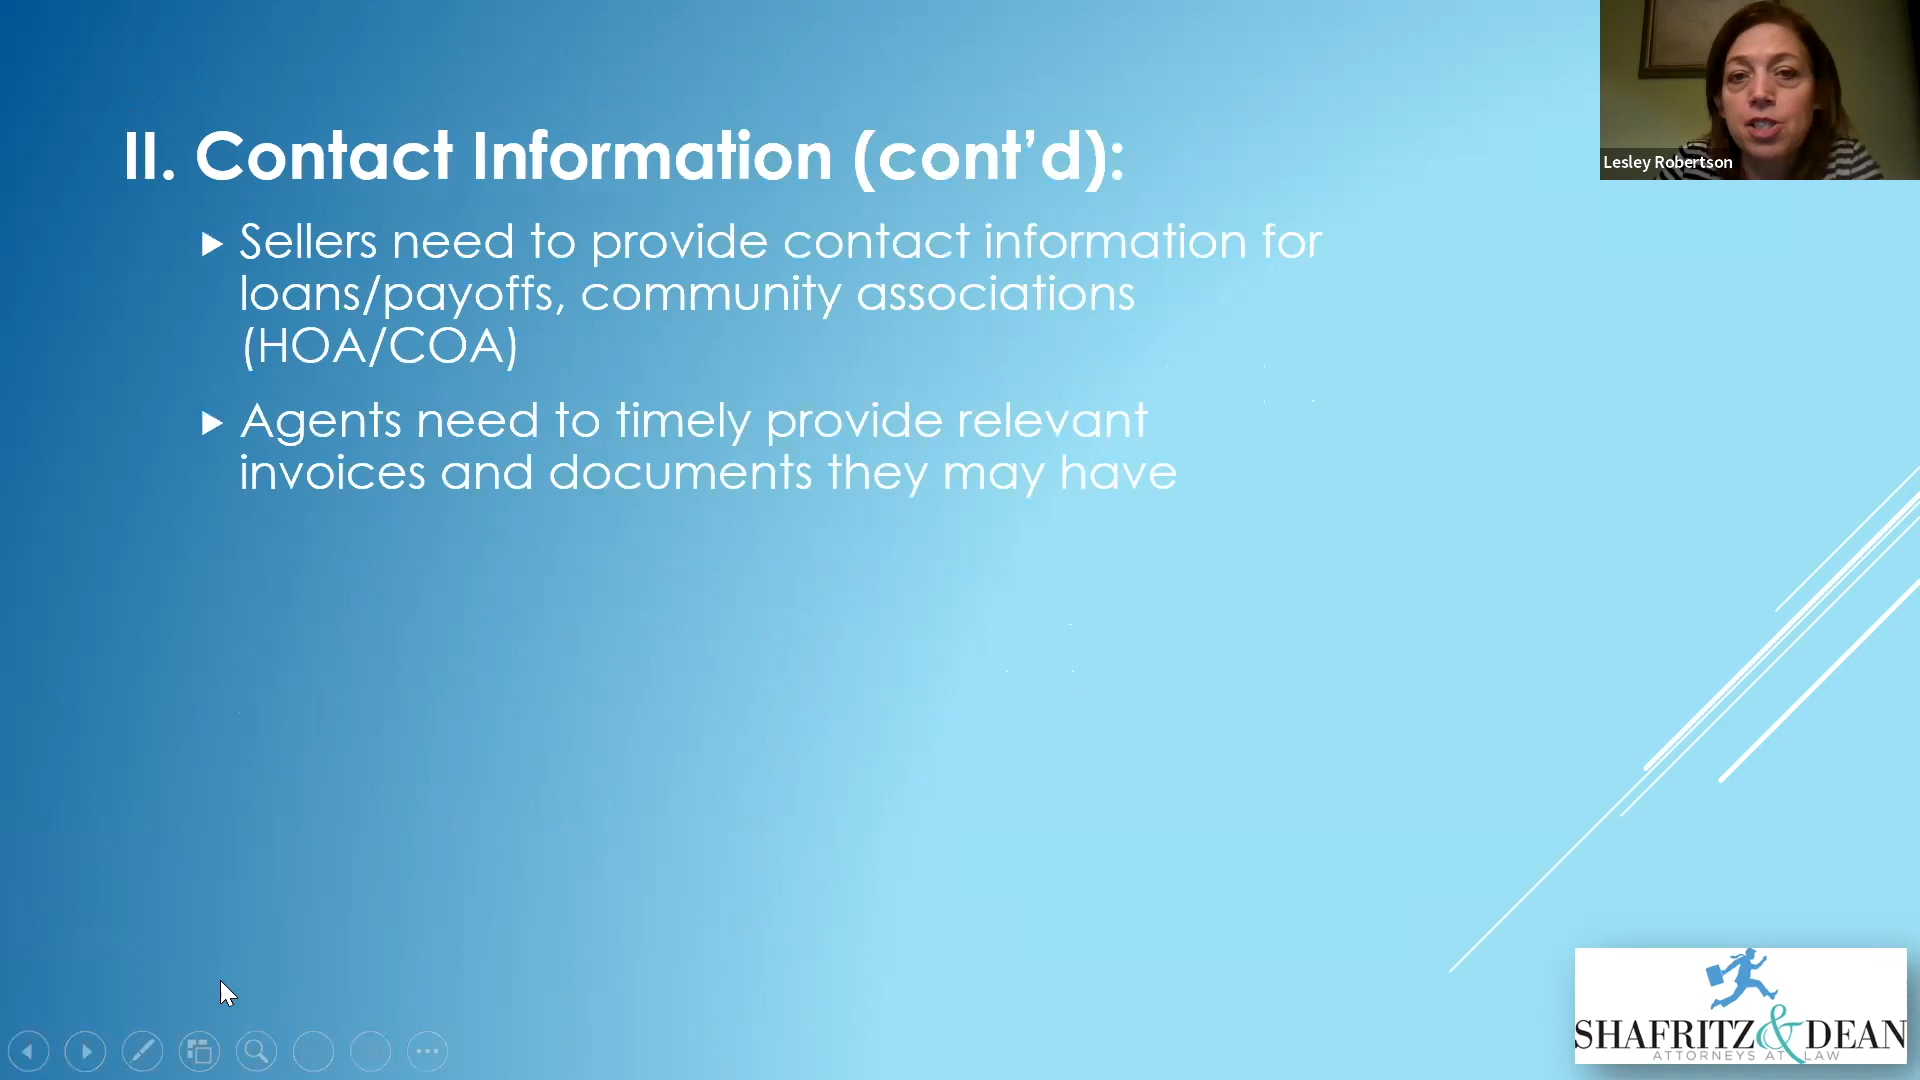 II. Contact Information (cont’d):
Sellers need to provide contact information for
loans/payoffs, community associations
(HOA/COA)
Agents need to timely provide relevant
invoices and documents they may have
Lesley Robertson
SHAFRITZ&DEAN
ATTORNEYS AT LAW